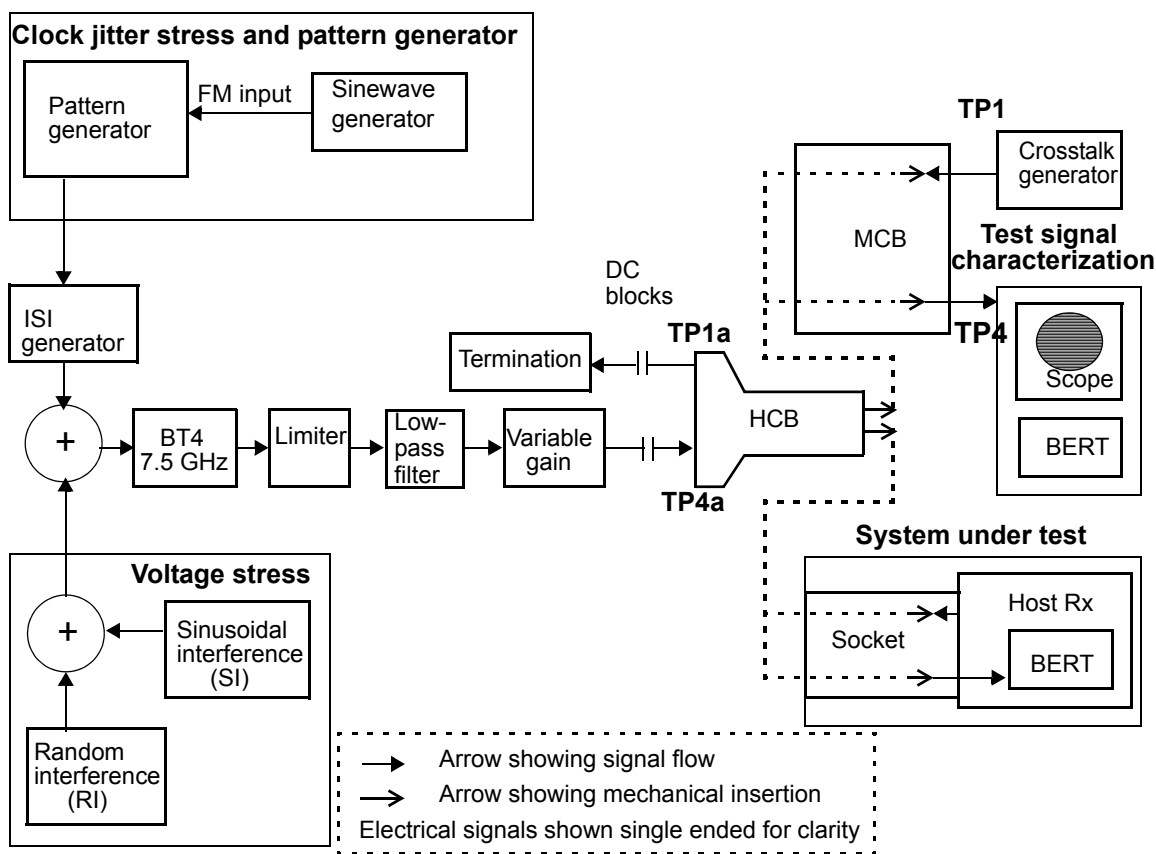 Clock jitter stress and pattern generator
Pattern
generator
FM input
Sinewave
generator
TP1
Crosstalk
generator
MCB
Test signal
characterization
TP4
Scope
BERT
ISI
generator
DC
blocks
TP1a
Termination
HCB
+
BT4
7.5 GHz
Limiter
Low-
pass
filter
Variable
gain
TP4a
Voltage stress
+
Sinusoidal
interference
(SI)
Random
interference
(RI)
System under test
Host Rx
Socket
BERT
Arrow showing signal flow
Arrow showing mechanical insertion
Electrical signals shown single ended for clarity